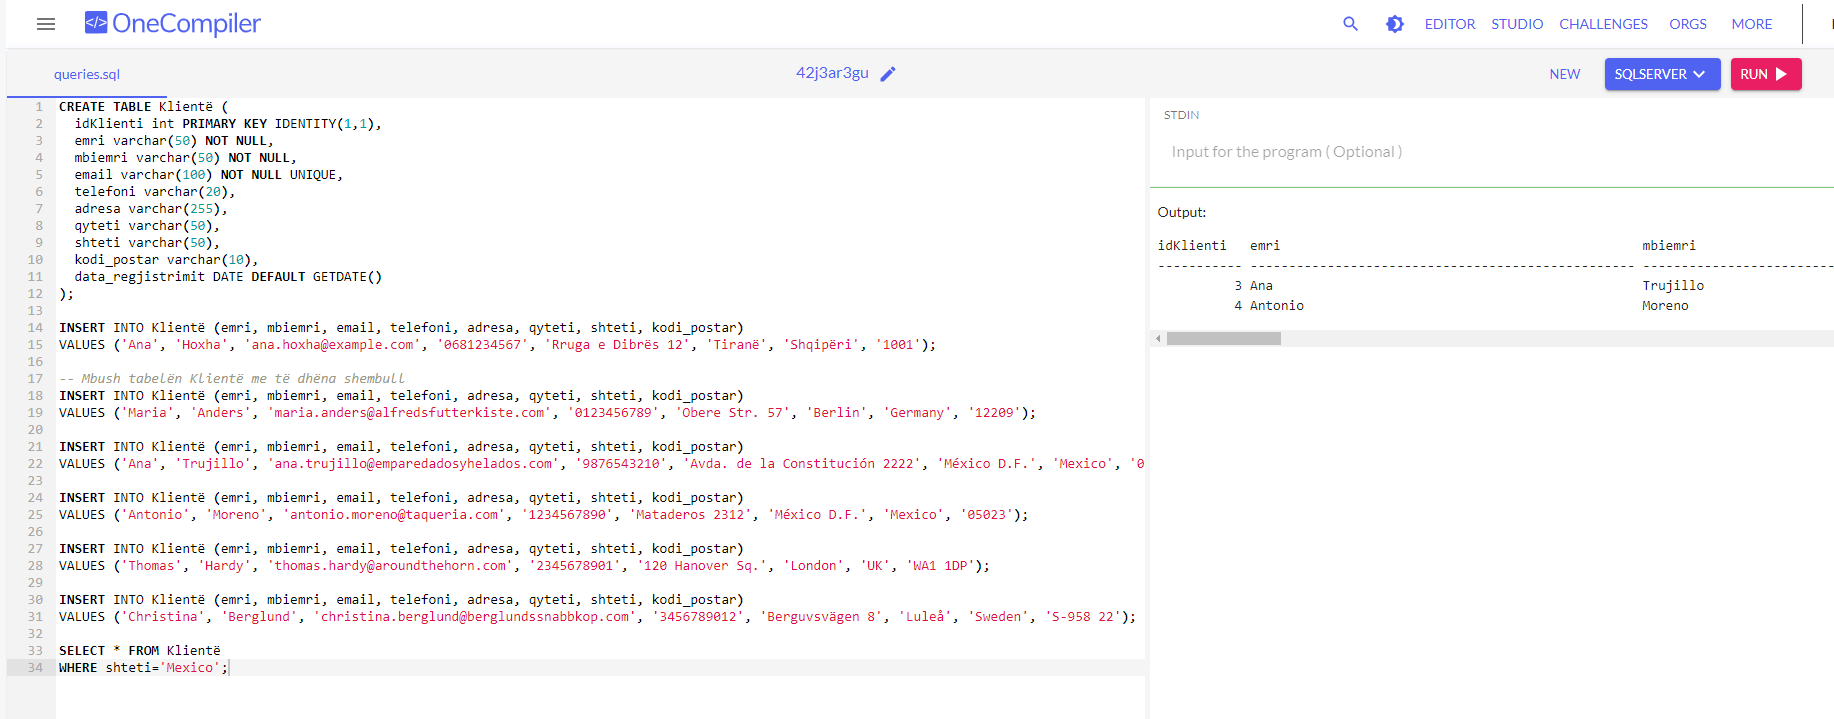 OneCompiler
EDITOR STUDIO CHALLENGES ORGS MORE
queries.sql
42j3ar3gu
NEW
SQLSERVER
RUN
1 CREATE TABLE Klientë (
2 idKlienti int PRIMARY KEY IDENTITY(1,1),
3 emri varchar(50) NOT NULL,
4 mbiemri varchar(50) NOT NULL,
5 email varchar(100) NOT NULL UNIQUE,
6 telefoni varchar(20),
7 adresa varchar(255),
8 qyteti varchar(50),
9 shteti varchar(50),
10 kodi_postar varchar(10),
11 data_regjistrimit DATE DEFAULT GETDATE()
12 );
13
14 INSERT INTO Klientë (emri, mbiemri, email, telefoni, adresa, qyteti, shteti, kodi_postar)
15 VALUES ('Ana', 'Hoxha', 'ana.hoxha@example.com', '0681234567', 'Rruga e Dibrës 12', 'Tiranë', 'Shqipëri', '1001');
16
17 -- Mbush tabelën Klientë me të dhëna shembull
18 INSERT INTO Klientë (emri, mbiemri, email, telefoni, adresa, qyteti, shteti, kodi_postar)
19 VALUES ('Maria', 'Anders', 'maria.anders@alfredsfutterkiste.com', '0123456789', 'Obere Str. 57', 'Berlin', 'Germany', '12209');
20
21 INSERT INTO Klientë (emri, mbiemri, email, telefoni, adresa, qyteti, shteti, kodi_postar)
22 VALUES ('Ana', 'Trujillo', 'ana.trujillo@emparedadosyhelados.com', '9876543210', 'Avda. de la Constitución 2222', 'México D.F.', 'Mexico', '0
23
24 INSERT INTO Klientë (emri, mbiemri, email, telefoni, adresa, qyteti, shteti, kodi_postar)
25 VALUES ('Antonio', 'Moreno', 'antonio.moreno@taqueria.com', '1234567890', 'Mataderos 2312', 'México D.F.', 'Mexico', '05023');
26
27 INSERT INTO Klientë (emri, mbiemri, email, telefoni, adresa, qyteti, shteti, kodi_postar)
28 VALUES ('Thomas', 'Hardy', 'thomas.hardy@aroundthehorn.com', '2345678901', '120 Hanover Sq.', 'London', 'UK', 'WA1 1DP');
29
30 INSERT INTO Klientë (emri, mbiemri, email, telefoni, adresa, qyteti, shteti, kodi_postar)
31 VALUES ('Christina', 'Berglund', 'christina.berglund@berglundssnabbkop.com', '3456789012', 'Berguvsvägen 8', 'Luleå', 'Sweden', 'S-958 22');
32
33 SELECT * FROM Klientë
34 WHERE shteti='Mexico';
STDIN
Input for the program ( Optional )
Output:
idKlienti emri mbiemri
----------- -------------------------------------------------- -------------------------
3 Ana Trujillo
4 Antonio Moreno